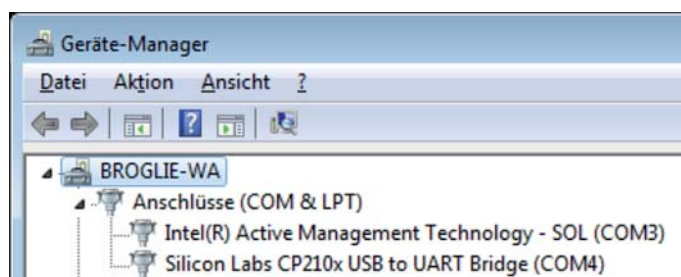 Geräte-Manager
Datei Aktion Ansicht ?
?
BROGLIE-WA
Anschlüsse (COM & LPT)
Intel(R) Active Management Technology - SOL (COM3)
Silicon Labs CP210x USB to UART Bridge (COM4)